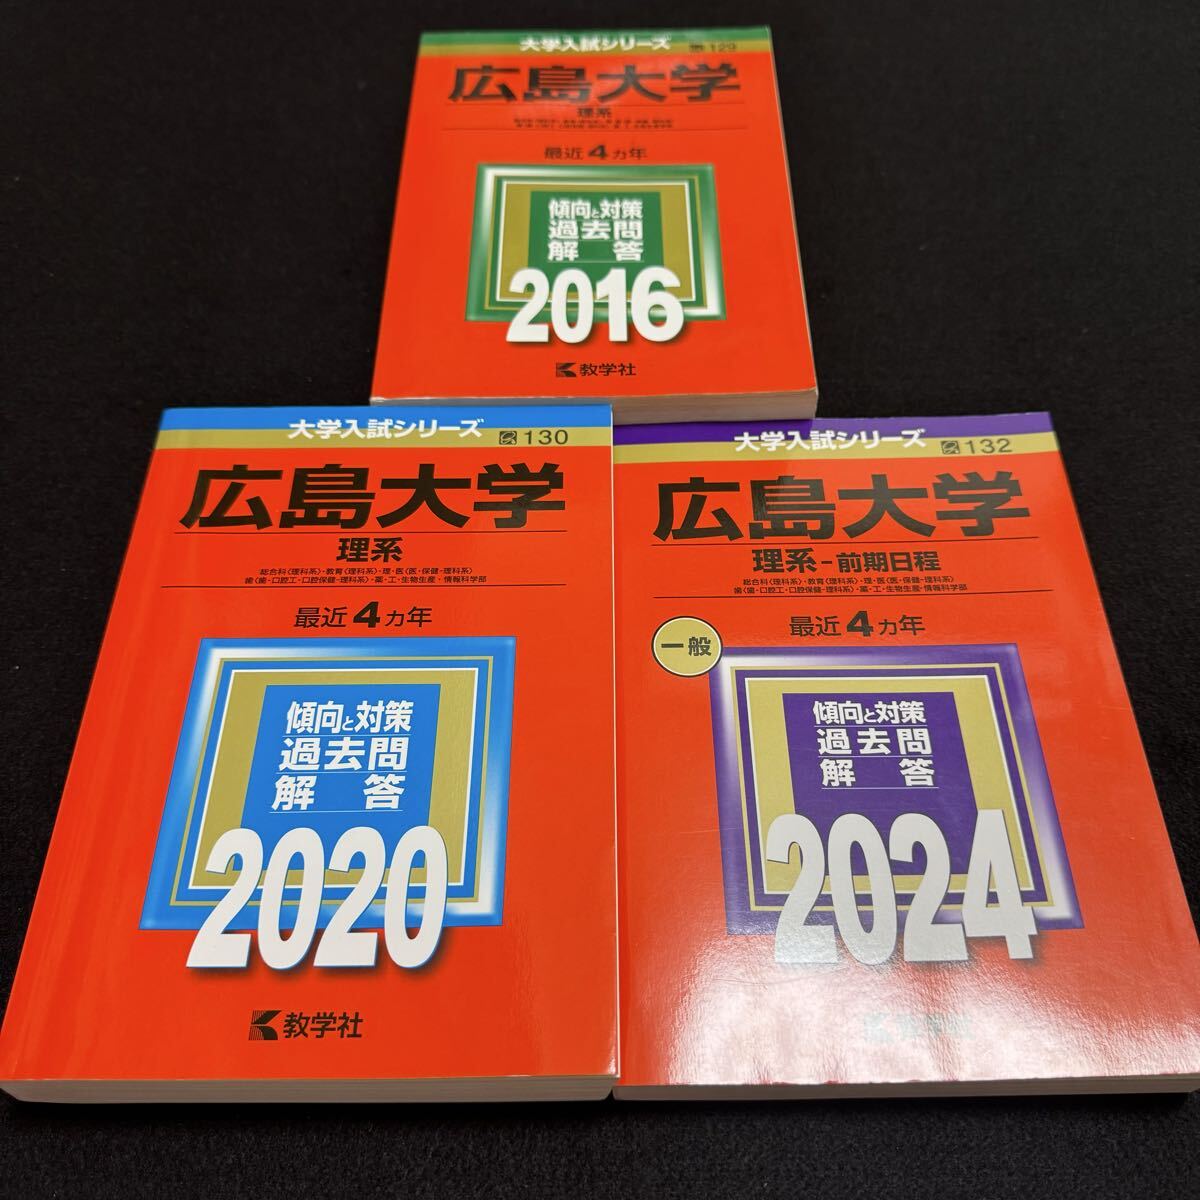 大学入試シリーズ 129
広島大学
理系
最近4ヵ年
傾向と対策
過去問
解答
2016
教学社
大学入試シリーズ 130
広島大学
理系
総合科〈理科系〉・教育〈理科系〉・理・医〈医・保健-理科系〉
歯〈歯・口腔工・口腔保健-理科系〉・薬・工・生物生産・情報科学部
最近4ヵ年
傾向と対策
過去問
解答
2020
教学社
大学入試シリーズ 132
広島大学
理系-前期日程
総合科〈理科系〉・教育〈理科系〉・理・医〈医・保健-理科系〉
歯〈歯・口腔工・口腔保健-理科系〉・薬・工・生物生産・情報科学部
最近4ヵ年
一般
傾向と対策
過去問
解答
2024
教学社